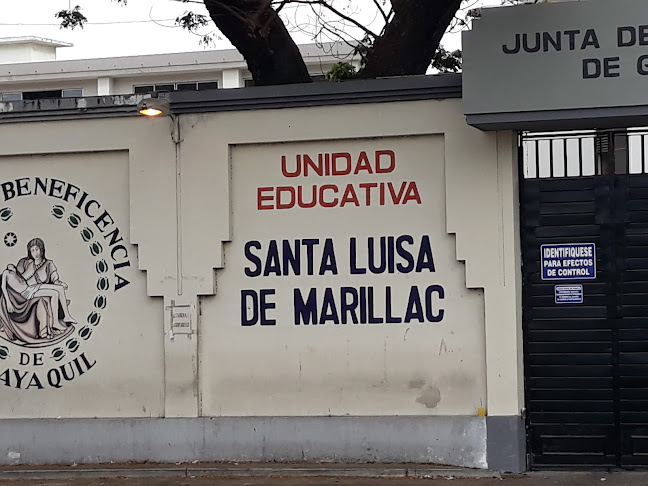 JUNTA DE
DE G
BENEFICENCIA
DE
AYAQUIL
UNIDAD
EDUCATIVA
SANTA LUISA
DE MARILLAC
IDENTIFIQUESE
PARA EFECTOS
DE CONTROL